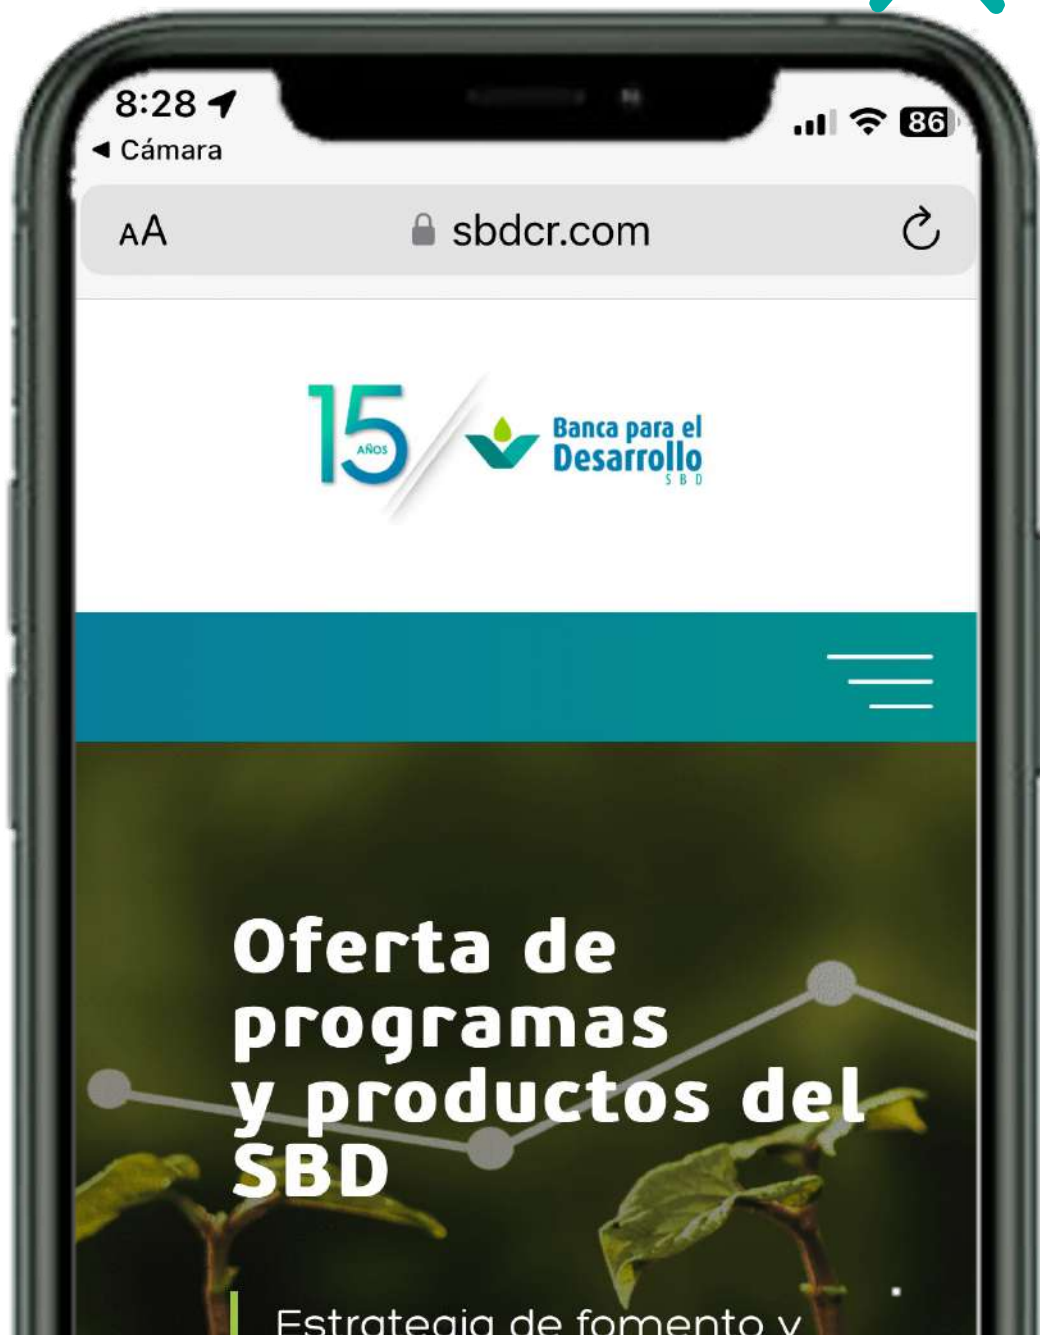 8:28
Cámara
86
AA
sbdcr.com
15
AÑOS
Banca para el
Desarrollo
SBD
Oferta de
programas
y productos del
SBD
Estrategia de fomento y